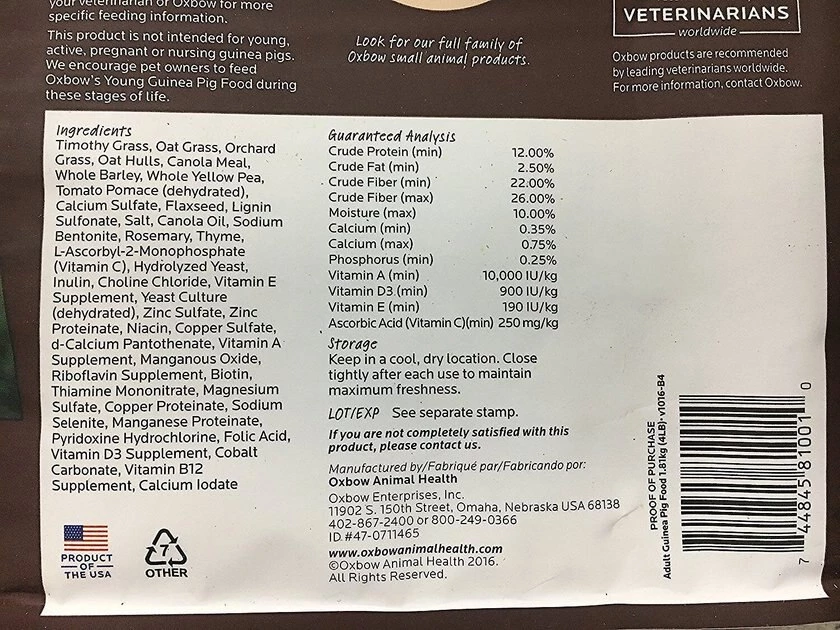 your veterinarian or Oxbow for more
specific feeding information.
This product is not intended for young,
active, pregnant or nursing guinea pigs.
We encourage pet owners to feed
Oxbow's Young Guinea Pig Food during
these stages of life.
Look for our full family of
Oxbow small animal products.
VETERINARIANS
worldwide
Oxbow products are recommended
by leading veterinarians worldwide.
For more information, contact Oxbow.
Ingredients
Timothy Grass, Oat Grass, Orchard
Grass, Oat Hulls, Canola Meal,
Whole Barley, Whole Yellow Pea,
Tomato Pomace (dehydrated),
Calcium Sulfate, Flaxseed, Lignin
Sulfonate, Salt, Canola Oil, Sodium
Bentonite, Rosemary, Thyme,
L-Ascorbyl-2-Monophosphate
(Vitamin C), Hydrolyzed Yeast,
Inulin, Choline Chloride, Vitamin E
Supplement, Yeast Culture
(dehydrated), Zinc Sulfate, Zinc
Proteinate, Niacin, Copper Sulfate,
d-Calcium Pantothenate, Vitamin A
Supplement, Manganous Oxide,
Riboflavin Supplement, Biotin,
Thiamine Mononitrate, Magnesium
Sulfate, Copper Proteinate, Sodium
Selenite, Manganese Proteinate,
Pyridoxine Hydrochlorine, Folic Acid,
Vitamin D3 Supplement, Cobalt
Carbonate, Vitamin B12
Supplement, Calcium Iodate
PRODUCT
OF
THE USA
7
OTHER
Guaranteed Analysis
Crude Protein (min) 12.00%
Crude Fat (min) 2.50%
Crude Fiber (min) 22.00%
Crude Fiber (max) 26.00%
Moisture (max) 10.00%
Calcium (min) 0.35%
Calcium (max) 0.75%
Phosphorus (min) 0.25%
Vitamin A (min) 10,000 IU/kg
Vitamin D3 (min) 900 IU/kg
Vitamin E (min) 190 IU/kg
Ascorbic Acid (Vitamin C)(min) 250 mg/kg
Storage
Keep in a cool, dry location. Close
tightly after each use to maintain
maximum freshness.
LOT/EXP See separate stamp.
If you are not completely satisfied with this
product, please contact us.
Manufactured by/Fabriqué par/Fabricando por:
Oxbow Animal Health
Oxbow Enterprises, Inc.
11902 S. 150th Street, Omaha, Nebraska USA 68138
402-867-2400 or 800-249-0366
ID #47-0711465
www.oxbowanimalhealth.com
©Oxbow Animal Health 2016.
All Rights Reserved.
PROOF OF PURCHASE
Adult Guinea Pig Food 1.81kg (4LB)- v1016-B4
7 44845 81001 0